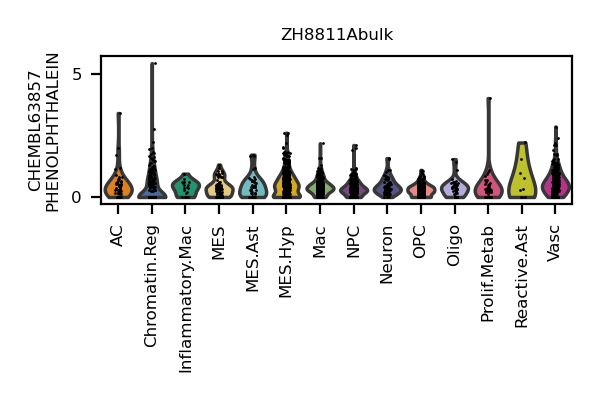 ZH8811Abulk
CHEMBL63857
PHENOLPHTHALEIN
5
0
AC
Chromatin.Reg
Inflammatory.Mac
MES
MES.Ast
MES.Hyp
Mac
NPC
Neuron
OPC
Oligo
Prolif.Metab
Reactive.Ast
Vasc